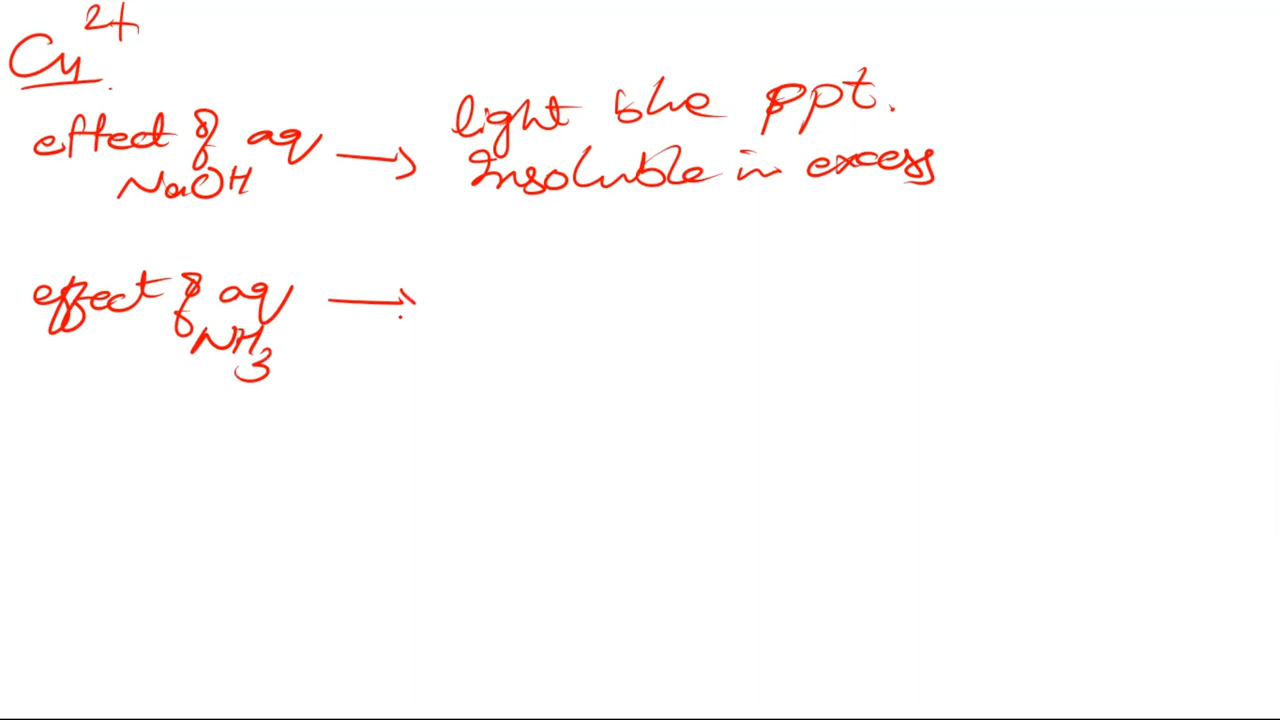 Cu²⁺
effect of aq → light blue ppt.
NaOH Insoluble in excess
effect of aq →
NH₃